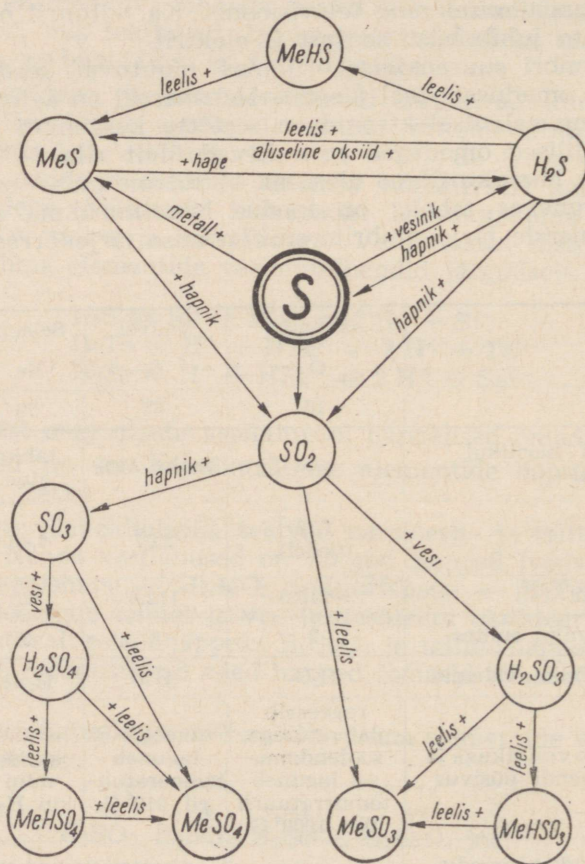 MeHS
leelis +
leelis +
MeS
leelis +
aluseline oksiid +
+ hape
H₂S
metall +
vesinik
hapnik +
S
+ hapnik
hapnik +
SO₂
hapnik +
SO₃
+ vesi
vesi +
+ leelis
+ leelis
H₂SO₄
H₂SO₃
leelis +
+ leelis
leelis +
leelis +
MeHSO₄
+ leelis
MeSO₄
MeSO₃
leelis +
MeHSO₃